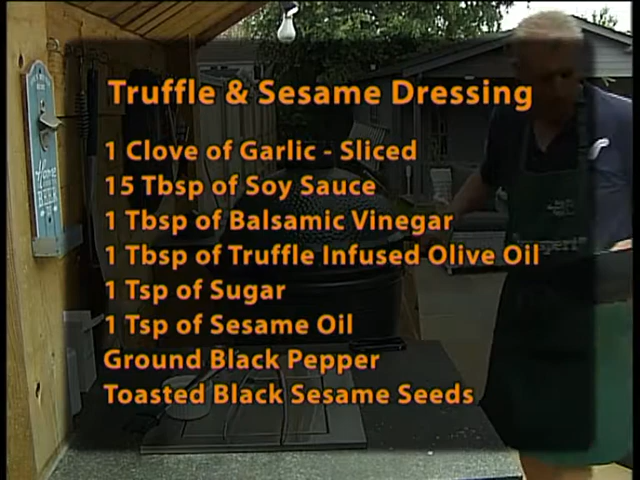 Truffle & Sesame Dressing
1 Clove of Garlic - Sliced
15 Tbsp of Soy Sauce
1 Tbsp of Balsamic Vinegar
1 Tbsp of Truffle Infused Olive Oil
1 Tsp of Sugar
1 Tsp of Sesame Oil
Ground Black Pepper
Toasted Black Sesame Seeds